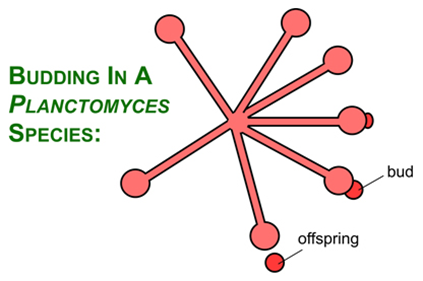 BUDDING IN A
PLANCTOMYCES
SPECIES:
bud
offspring